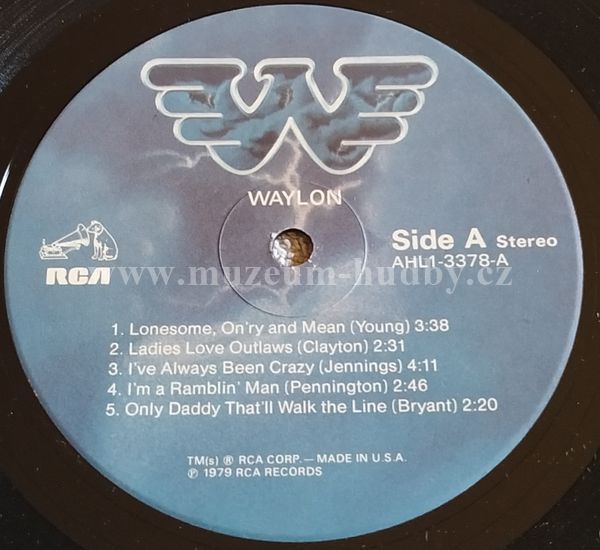 WAYLON
Side A Stereo
AHL1-3378-A
RCA
www.muzeum-hudby.cz
1. Lonesome, On'ry and Mean (Young) 3:38
2. Ladies Love Outlaws (Clayton) 2:31
3. I've Always Been Crazy (Jennings) 4:11
4. I'm a Ramblin' Man (Pennington) 2:46
5. Only Daddy That'll Walk the Line (Bryant) 2:20
TM(s) ® RCA CORP.—MADE IN U.S.A.
℗ 1979 RCA RECORDS